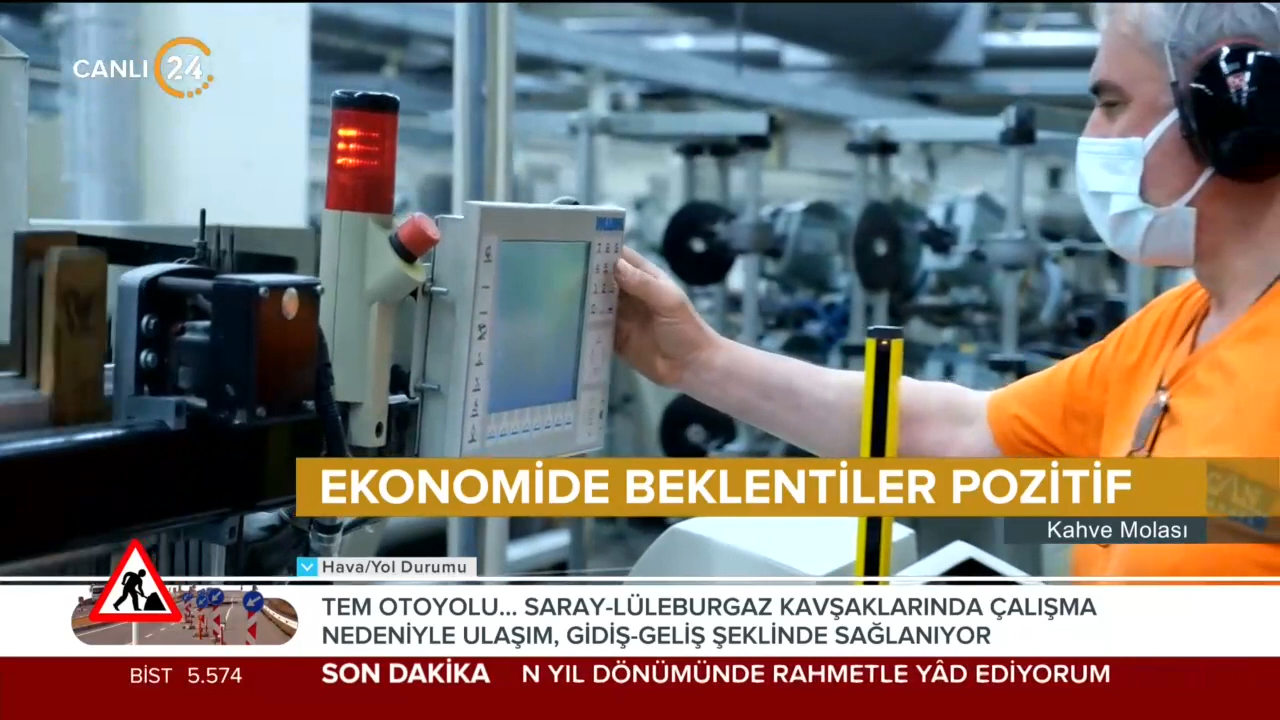 CANLI 24
EKONOMİDE BEKLENTİLER POZİTİF
Kahve Molası
Hava/Yol Durumu
TEM OTOYOLU... SARAY-LÜLEBURGAZ KAVŞAKLARINDA ÇALIŞMA
NEDENİYLE ULAŞIM, GİDİŞ-GELİŞ ŞEKLİNDE SAĞLANIYOR
BİST 5.574
SON DAKİKA N YIL DÖNÜMÜNDE RAHMETLE YÂD EDİYORUM